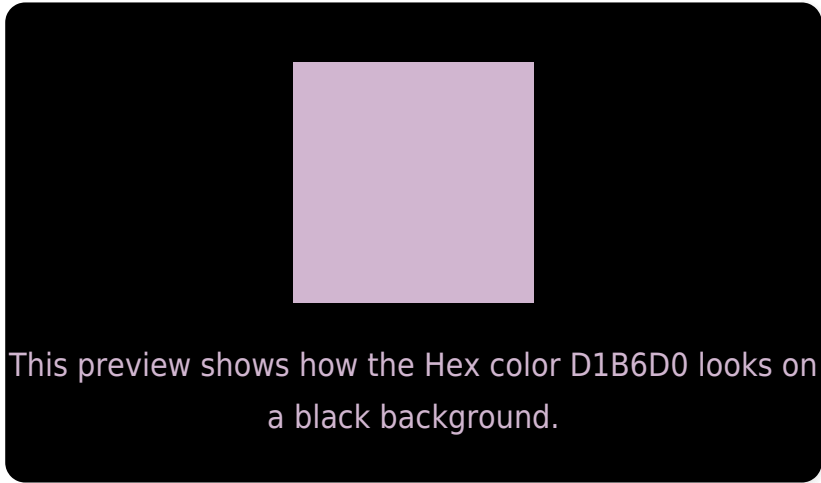 This preview shows how the Hex color D1B6D0 looks on
a black background.